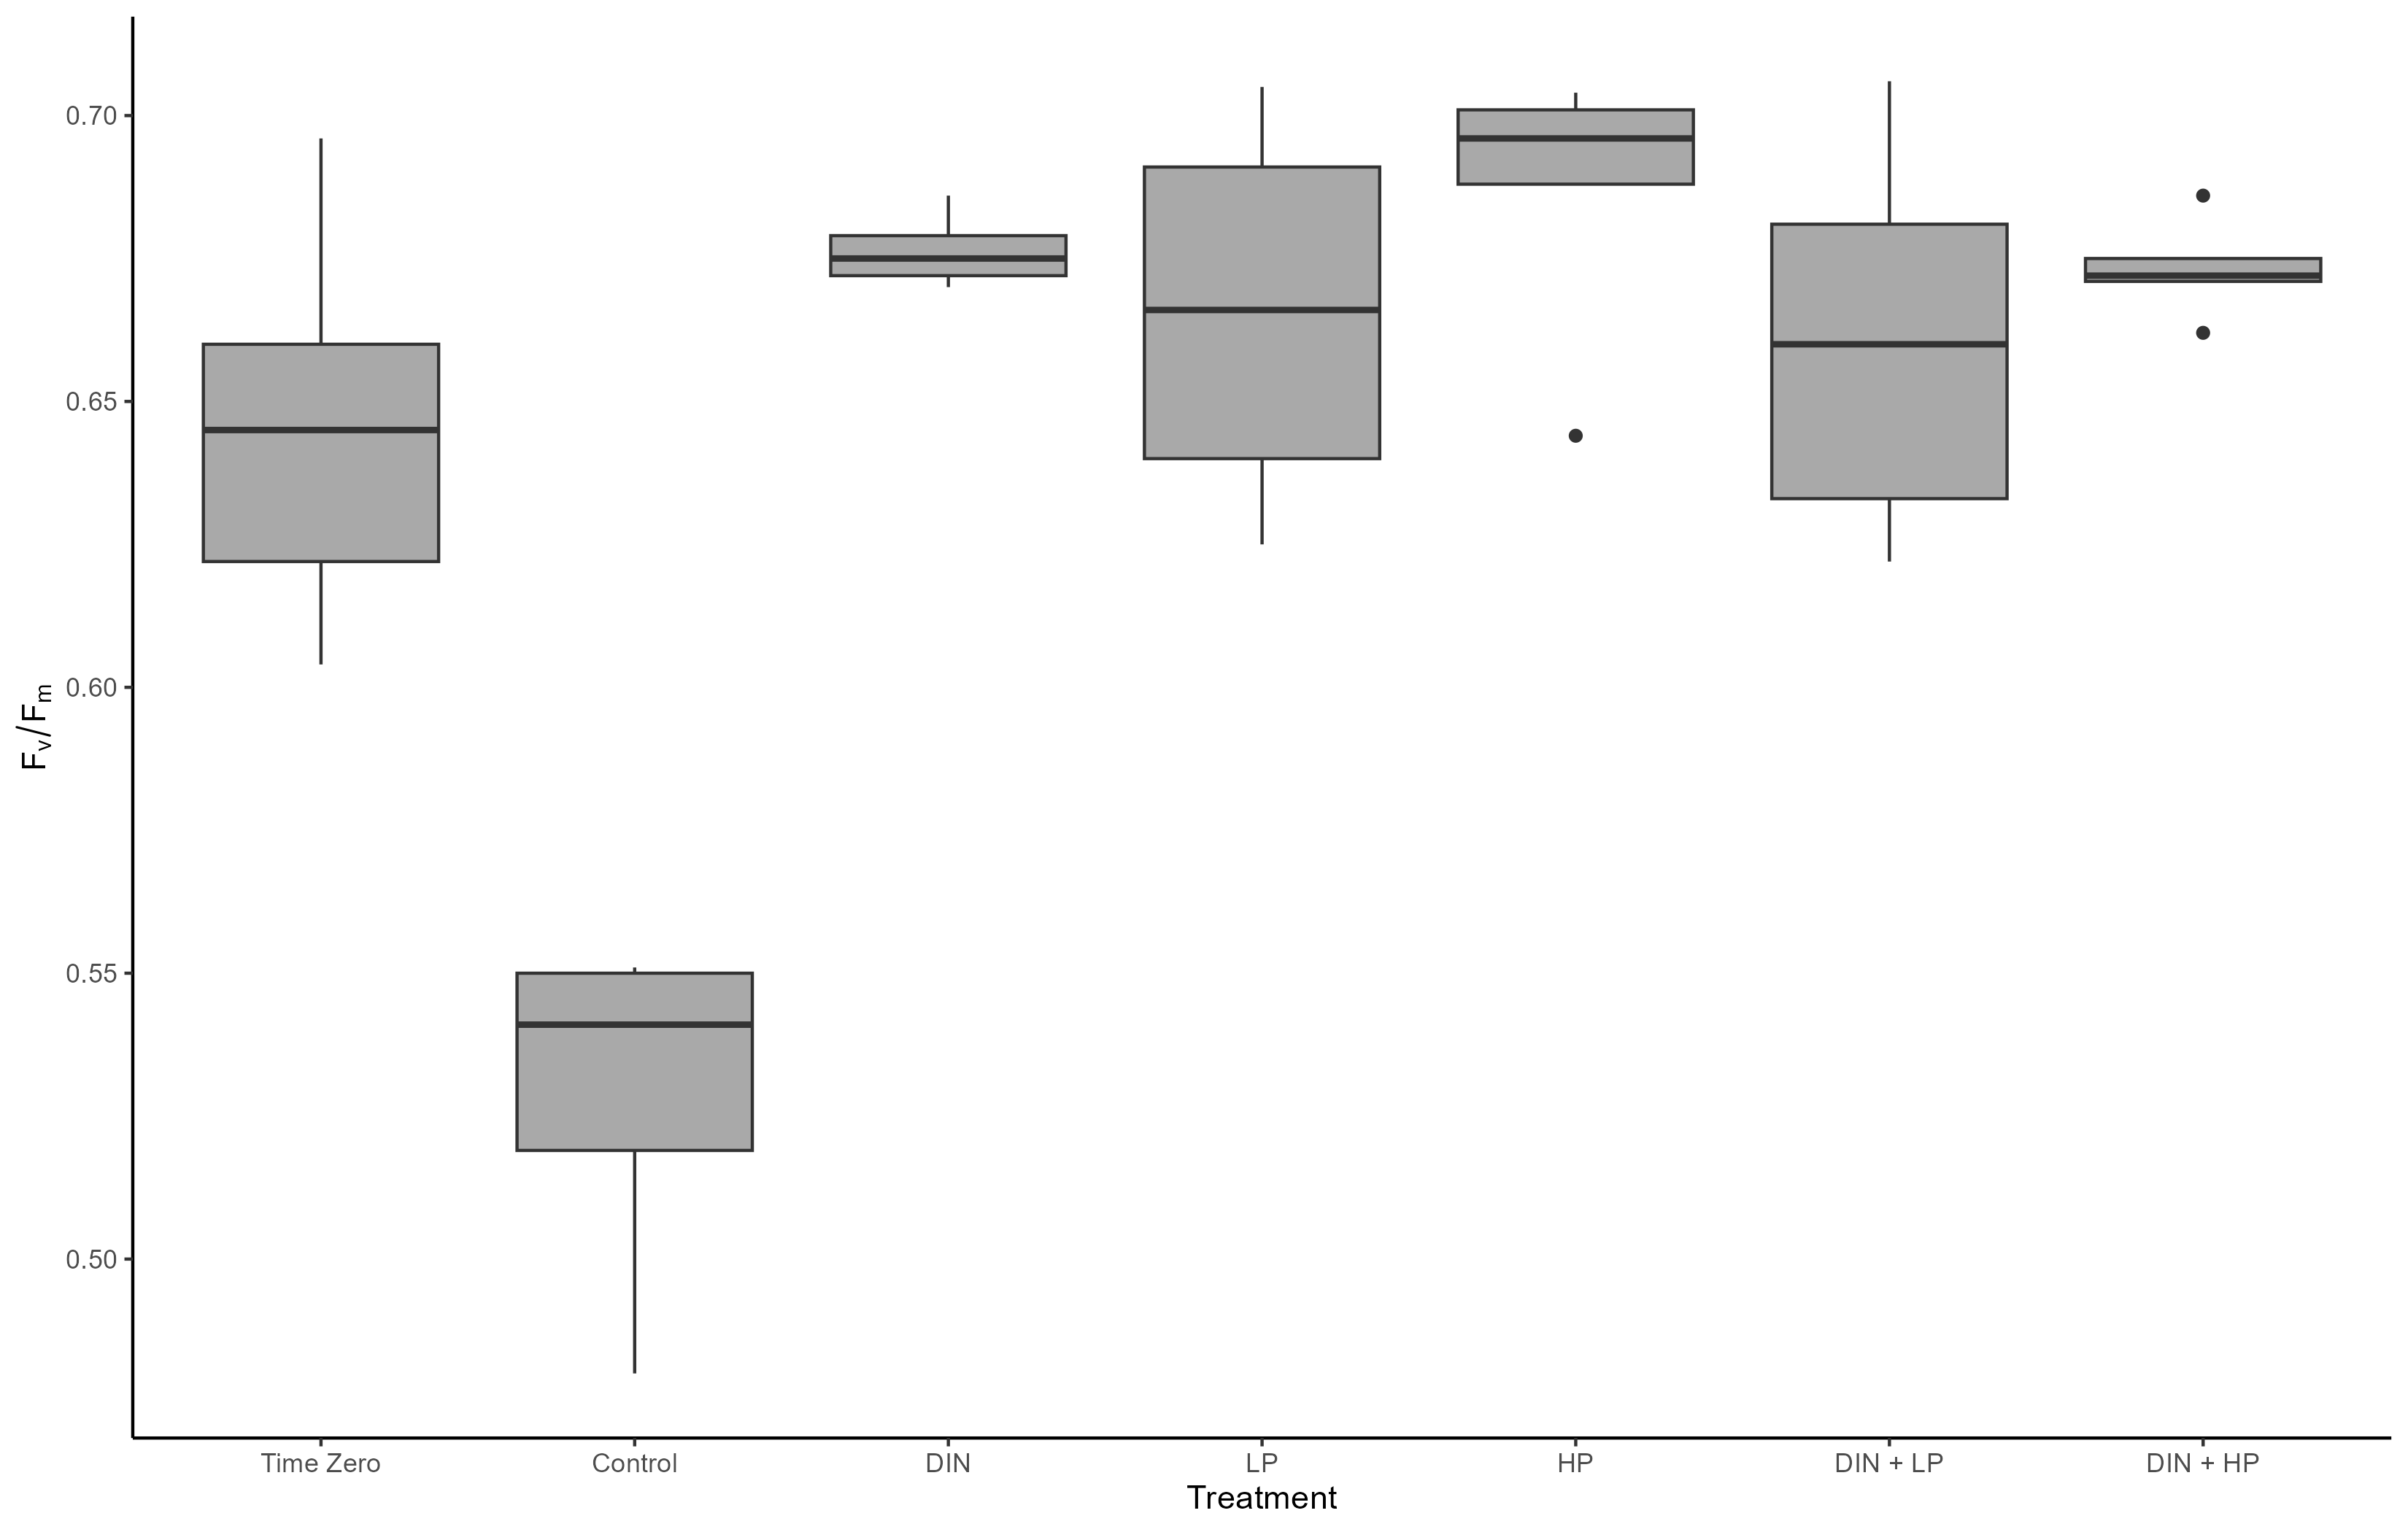 0.70
0.65
0.60
0.55
0.50
Fv/Fm
Time Zero Control DIN LP HP DIN + LP DIN + HP
Treatment